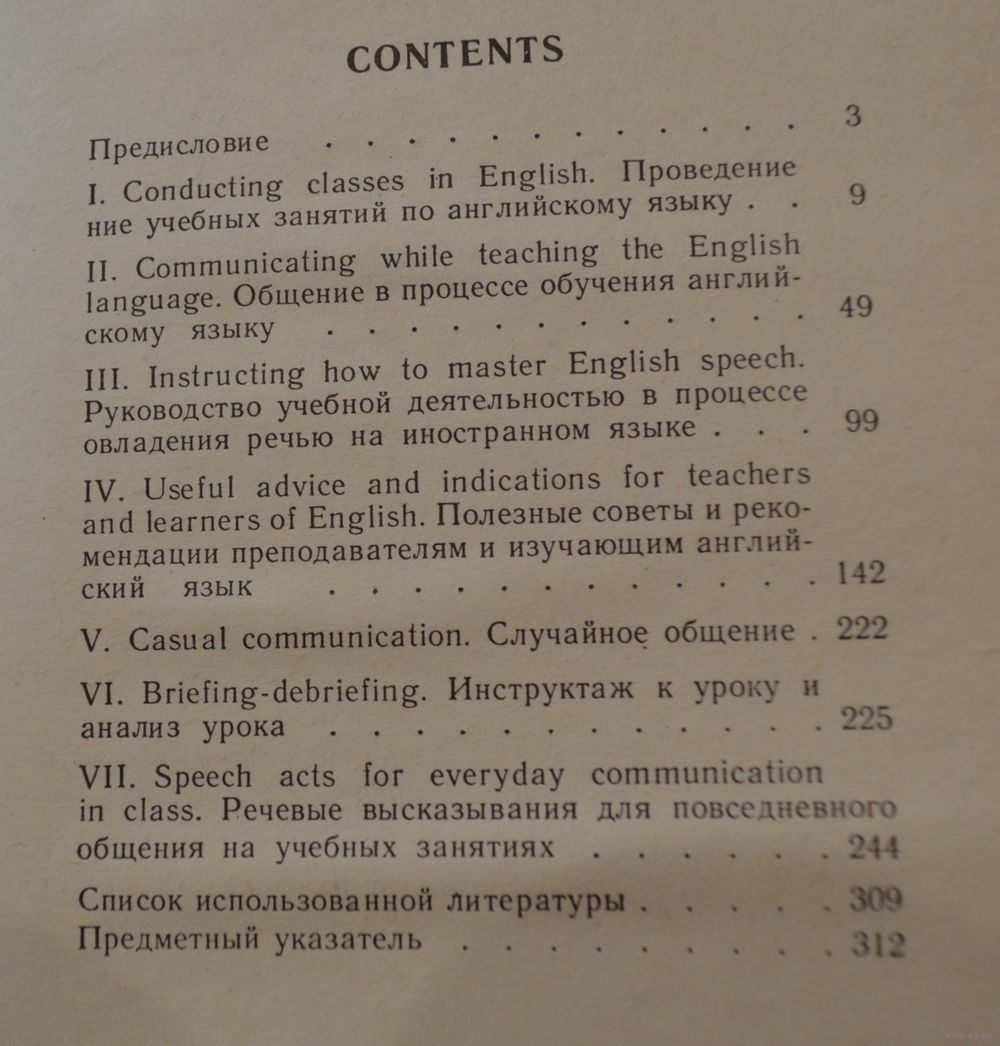 CONTENTS
Предисловие . . . . . . . . . . . . 3
I. Conducting classes in English. Проведение
ние учебных занятий по английскому языку . . 9
II. Communicating while teaching the English
language. Общение в процессе обучения англий-
скому языку . . . . . . . . . . . . 49
III. Instructing how to master English speech.
Руководство учебной деятельностью в процессе
овладения речью на иностранном языке . . . 99
IV. Useful advice and indications for teachers
and learners of English. Полезные советы и реко-
мендации преподавателям и изучающим англий-
ский язык . . . . . . . . . . . . 142
V. Casual communication. Случайное общение . 222
VI. Briefing-debriefing. Инструктаж к уроку и
анализ урока . . . . . . . . . . . . 225
VII. Speech acts for everyday communication
in class. Речевые высказывания для повседневного
общения на учебных занятиях . . . . . . 244
Список использованной литературы . . . . . 309
Предметный указатель . . . . . . . . . 312
www.ay.by